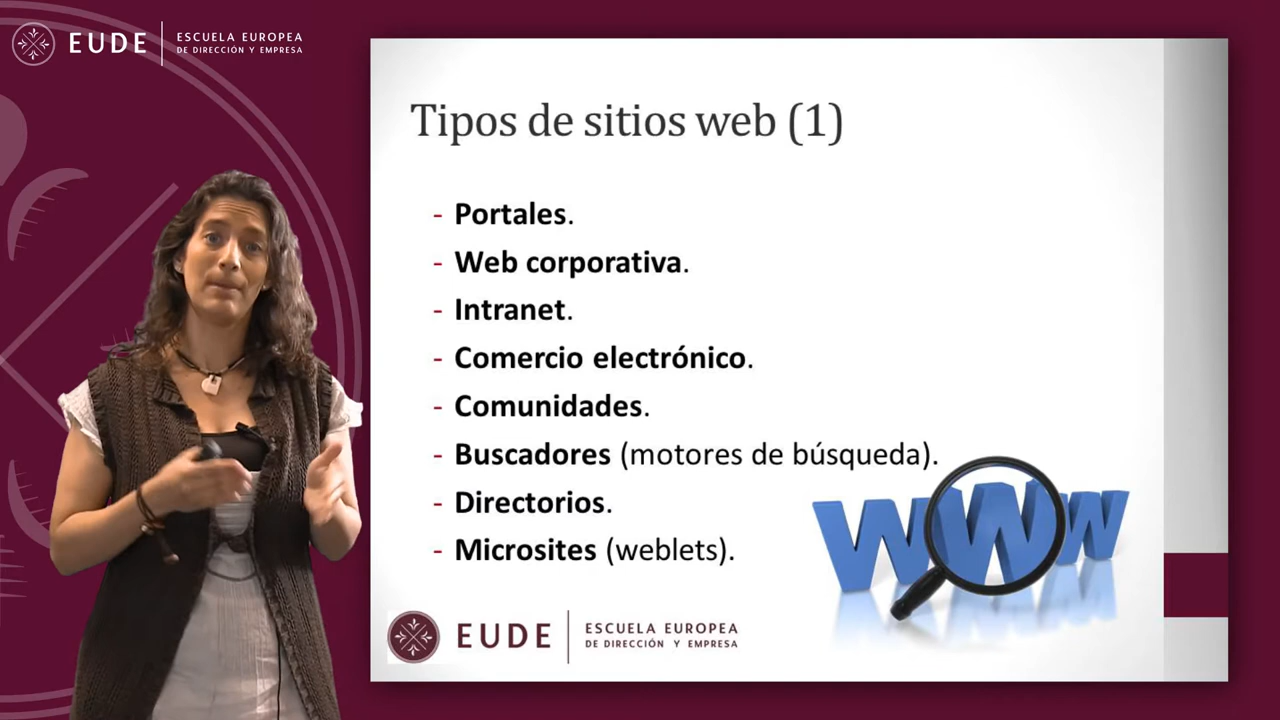 EUDE
ESCUELA EUROPEA
DE DIRECCIÓN Y EMPRESA
Tipos de sitios web (1)
- Portales.
- Web corporativa.
- Intranet.
- Comercio electrónico.
- Comunidades.
- Buscadores (motores de búsqueda).
- Directorios.
- Microsites (weblets).
WWW
EUDE
ESCUELA EUROPEA
DE DIRECCIÓN Y EMPRESA